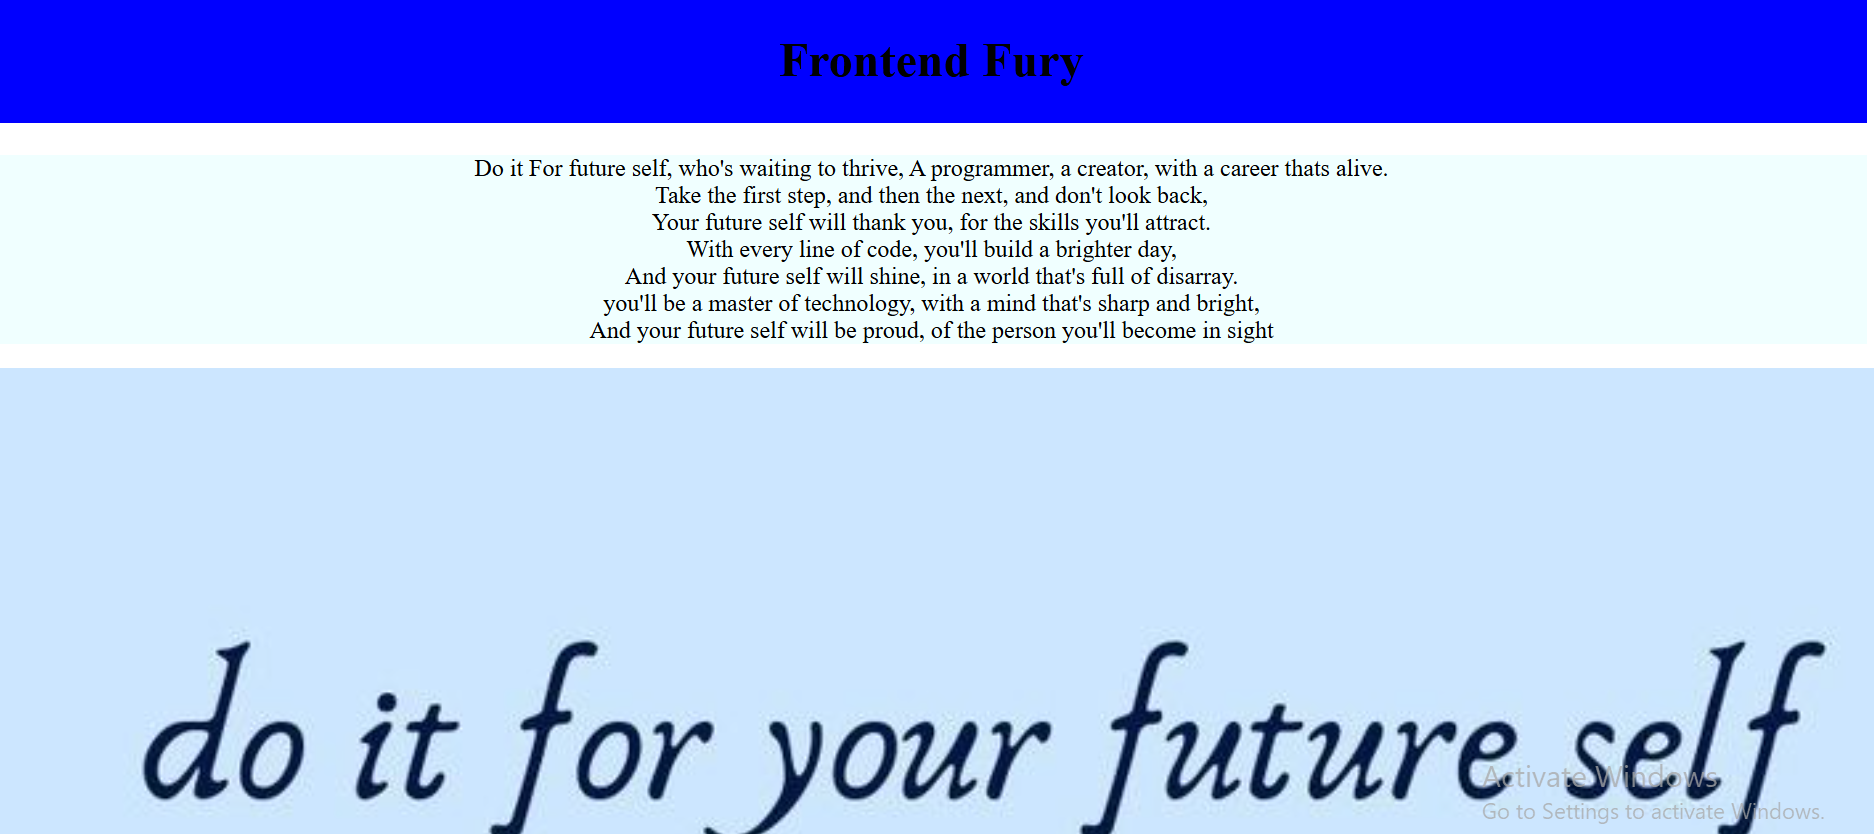 Frontend Fury
Do it For future self, who's waiting to thrive, A programmer, a creator, with a career thats alive.
Take the first step, and then the next, and don't look back,
Your future self will thank you, for the skills you'll attract.
With every line of code, you'll build a brighter day,
And your future self will shine, in a world that's full of disarray.
you'll be a master of technology, with a mind that's sharp and bright,
And your future self will be proud, of the person you'll become in sight
do it for your future self
Activate Windows
Go to Settings to activate Windows.